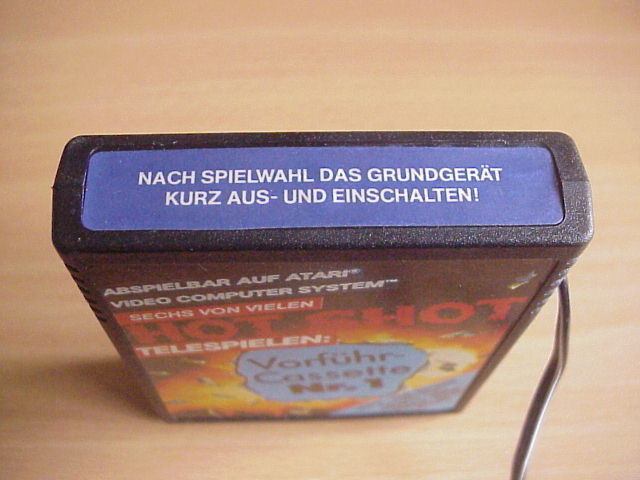 NACH SPIELWAHL DAS GRUNDGERÄT
KURZ AUS- UND EINSCHALTEN!
ABSPIELBAR AUF ATARI®
VIDEO COMPUTER SYSTEM™
SECHS VON VIELEN
HOT SHOT
TELESPIELEN:
Vorführ-
Cassette
Nr. 1